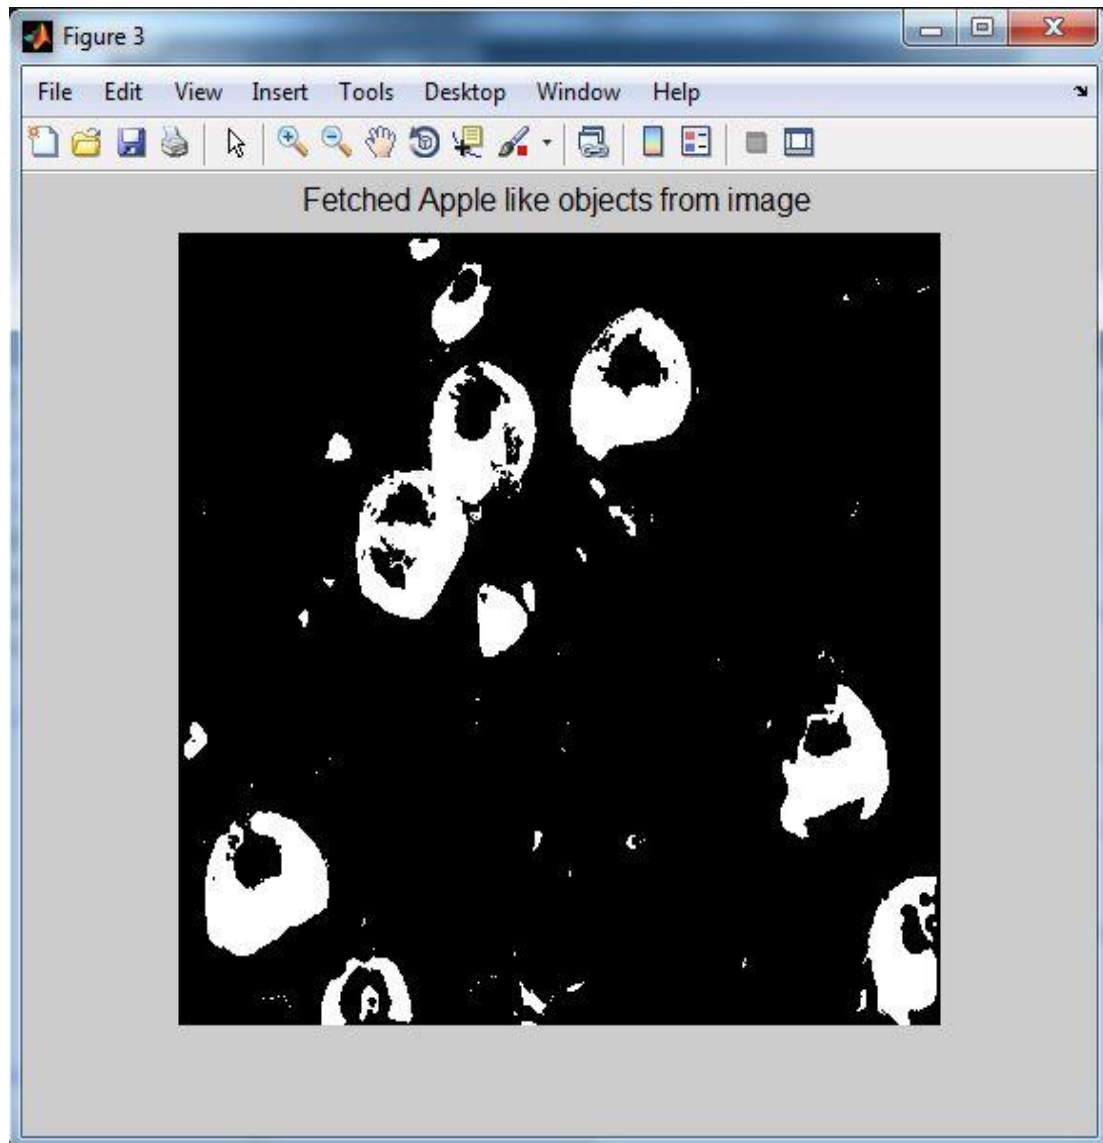 Figure 3
File Edit View Insert Tools Desktop Window Help
Fetched Apple like objects from image